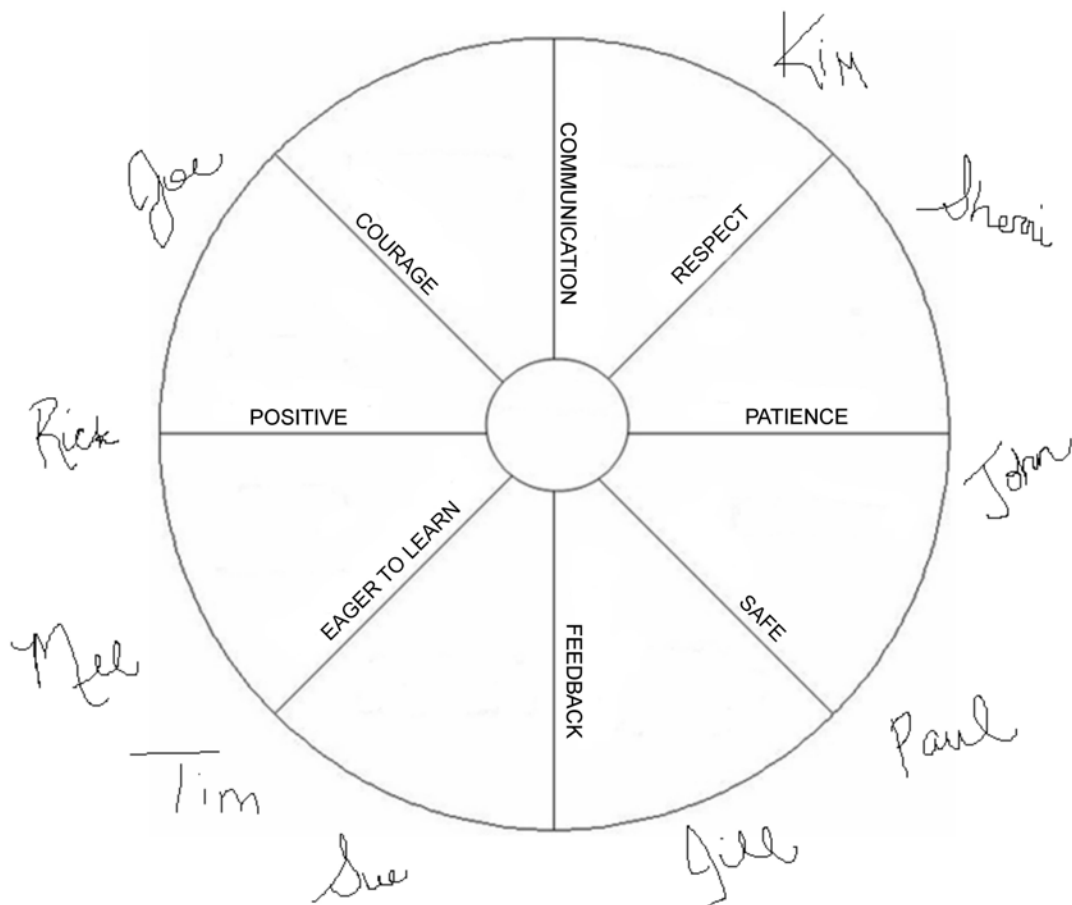 Kim
COMMUNICATION
Joe
Sherri
RESPECT
COURAGE
POSITIVE
PATIENCE
Rick
John
EAGER TO LEARN
SAFE
FEEDBACK
Paul
Tim
Jill
Sue